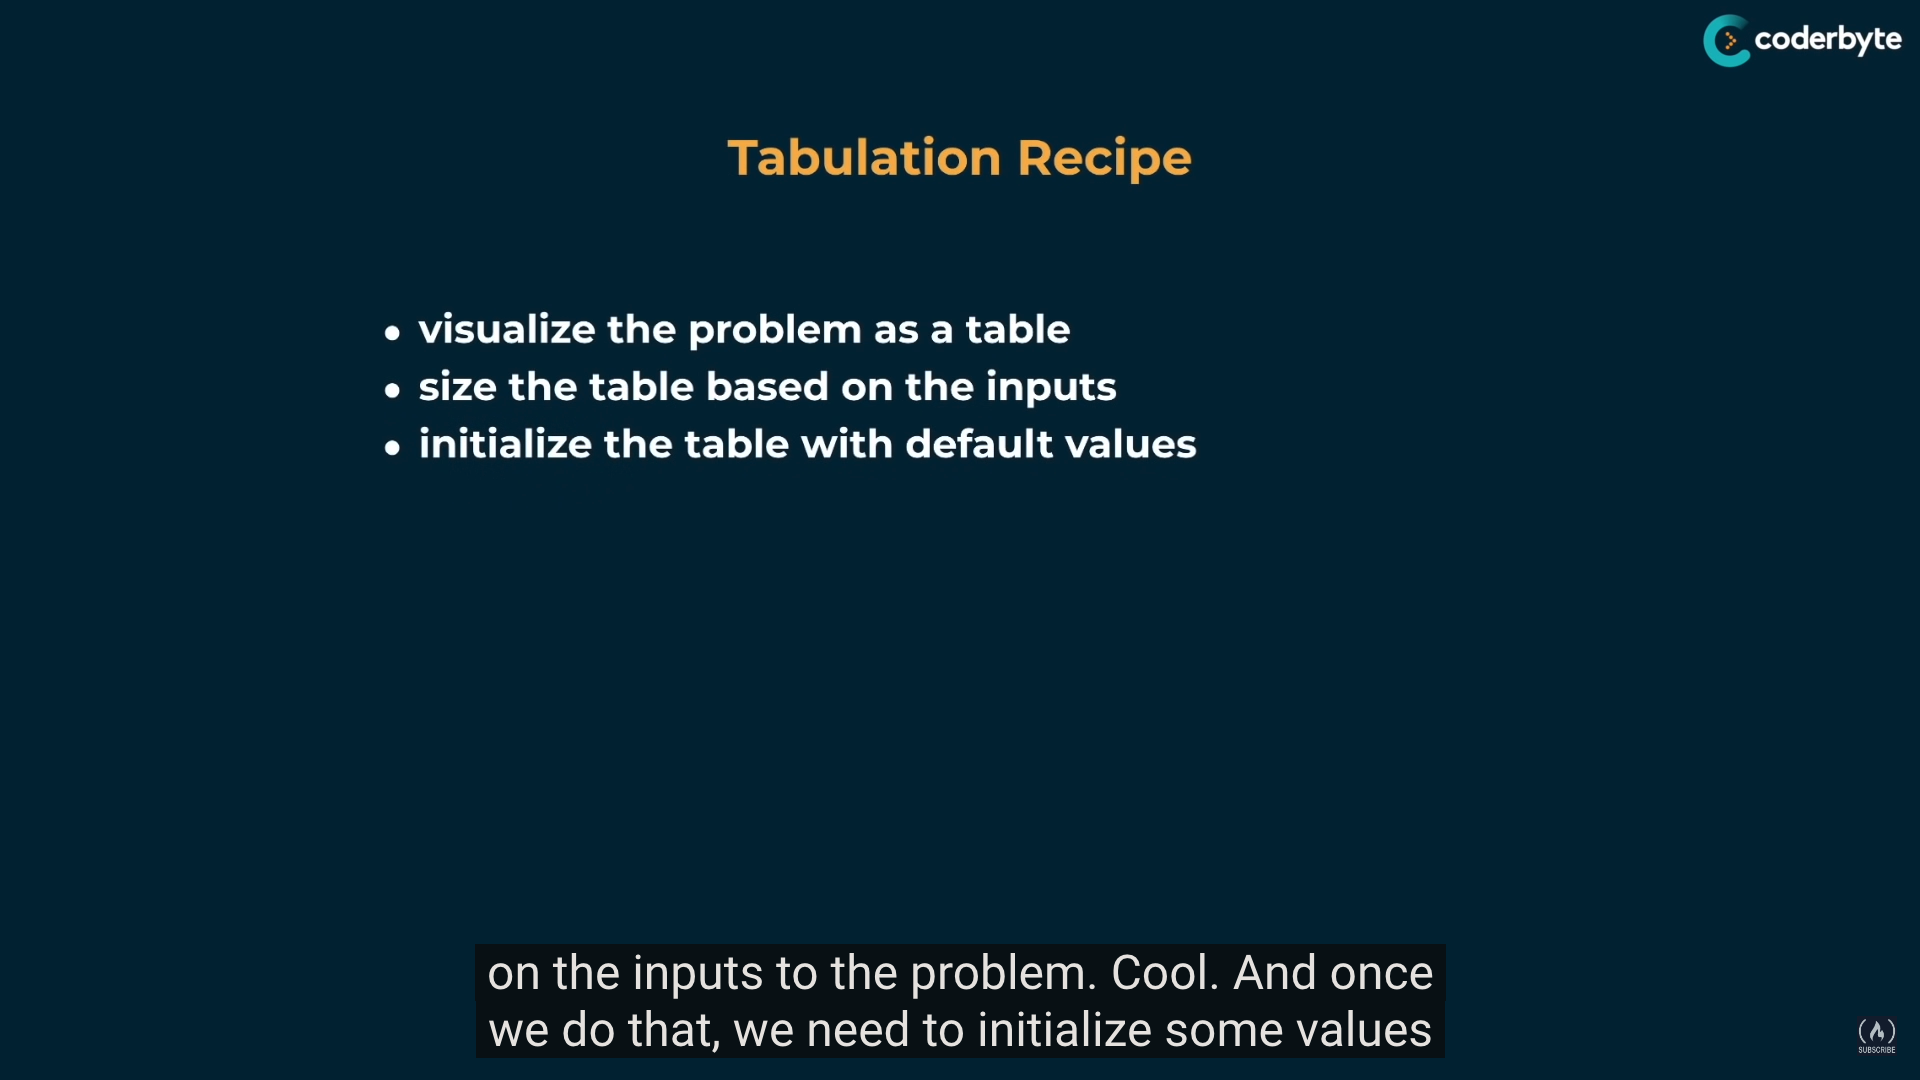 coderbyte
Tabulation Recipe
• visualize the problem as a table
• size the table based on the inputs
• initialize the table with default values
on the inputs to the problem. Cool. And once
we do that, we need to initialize some values
SUBSCRIBE